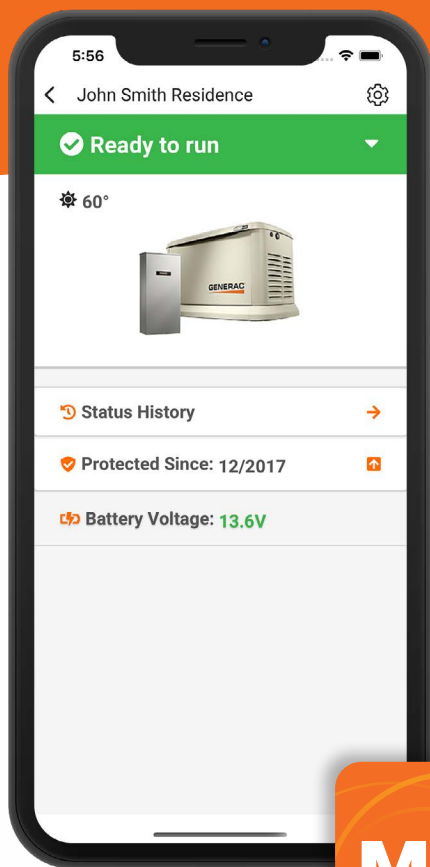 5:56
John Smith Residence
Ready to run
60°
GENERAC
Status History
Protected Since: 12/2017
Battery Voltage: 13.6V
M